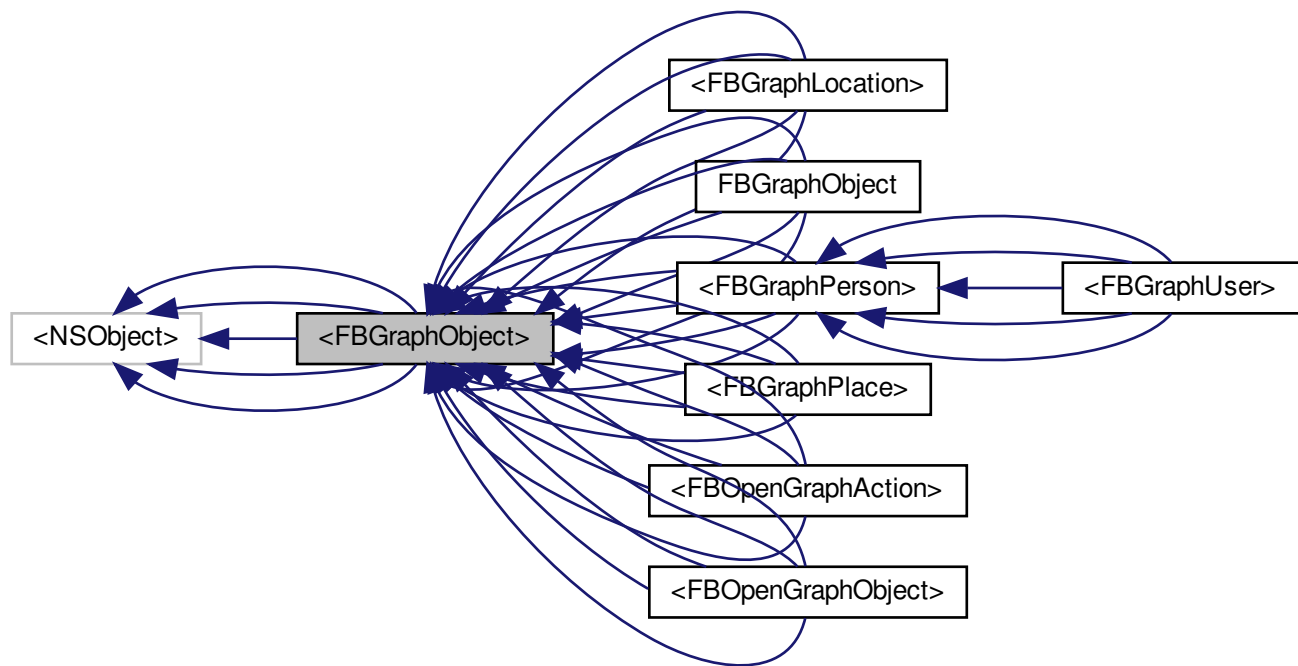 <NSObject>
<FBGraphObject>
<FBGraphLocation>
FBGraphObject
<FBGraphPerson>
<FBGraphUser>
<FBGraphPlace>
<FBOpenGraphAction>
<FBOpenGraphObject>